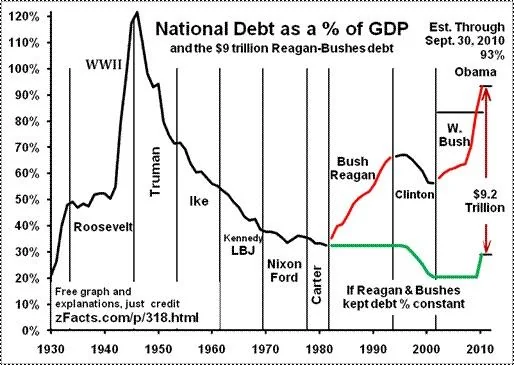 National Debt as a % of GDP
and the $9 trillion Reagan-Bushes debt
Est. Through
Sept. 30, 2010
93%
Obama
120%
110%
100%
90%
80%
70%
60%
50%
40%
30%
20%
10%
0%
WWII
Roosevelt
Truman
Ike
Kennedy
LBJ
Nixon
Ford
Carter
Bush
Reagan
Clinton
W.
Bush
$9.2
Trillion
If Reagan & Bushes
kept debt % constant
Free graph and
explanations, just credit
zFacts.com/p/318.html
1930
1940
1950
1960
1970
1980
1990
2000
2010